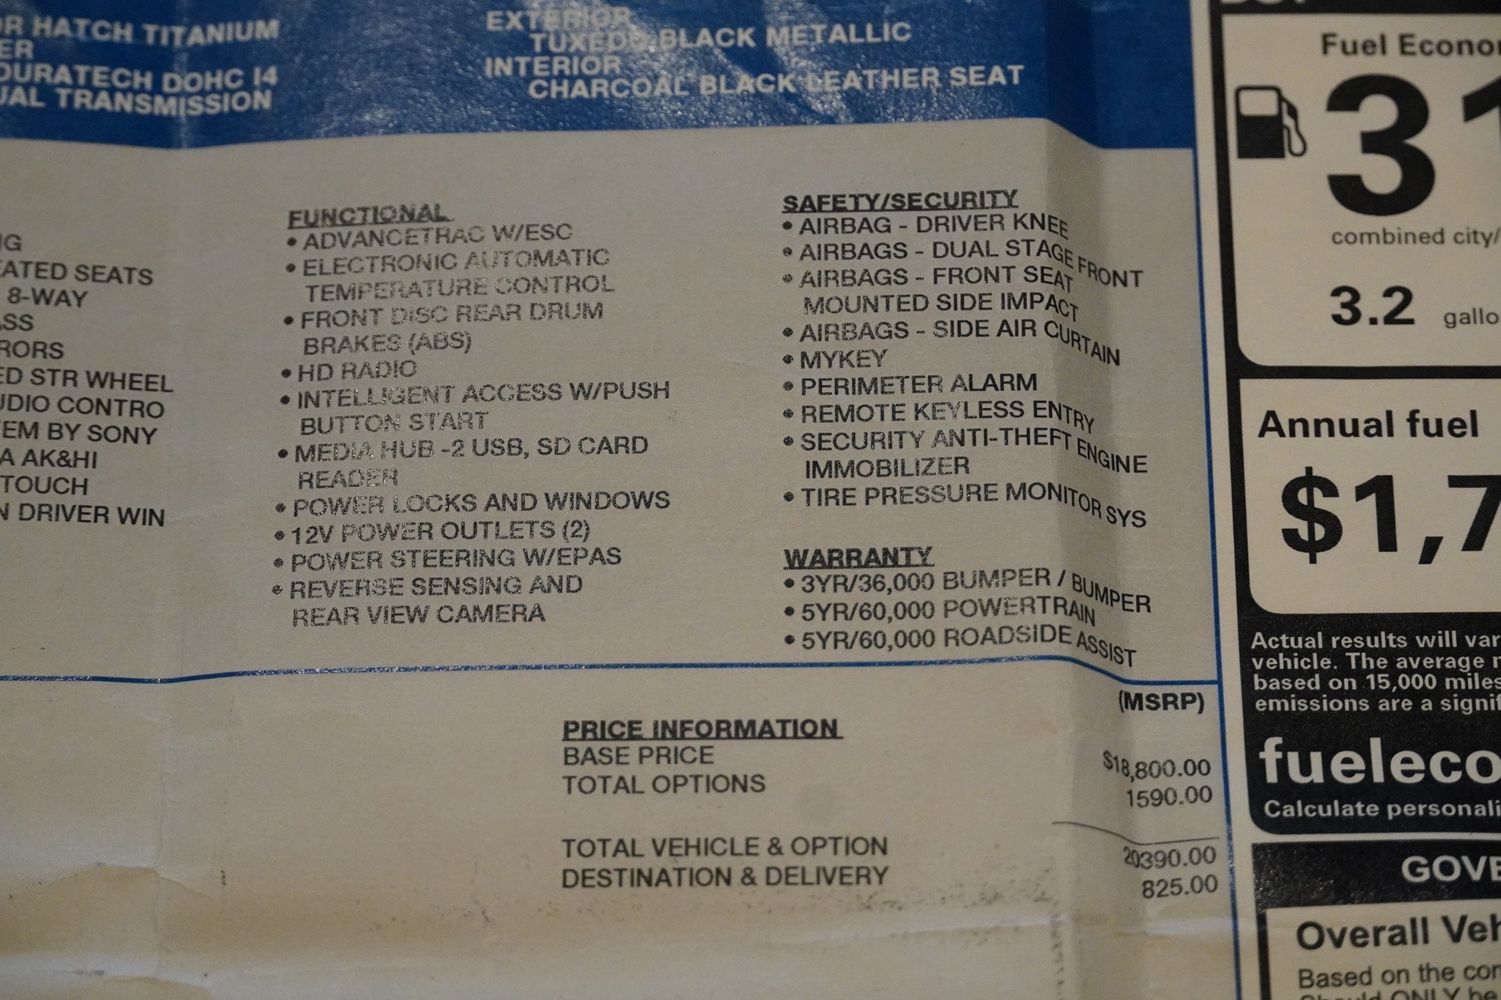 OR HATCH TITANIUM
ER
DURATECH DOHC I4
UAL TRANSMISSION
EXTERIOR
TUXEDO BLACK METALLIC
INTERIOR
CHARCOAL BLACK LEATHER SEAT
NG
EATED SEATS
8-WAY
ASS
RORS
ED STR WHEEL
UDIO CONTRO
EM BY SONY
A AK&HI
TOUCH
N DRIVER WIN
FUNCTIONAL
• ADVANCETRAC W/ESC
• ELECTRONIC AUTOMATIC
TEMPERATURE CONTROL
• FRONT DISC REAR DRUM
BRAKES (ABS)
• HD RADIO
• INTELLIGENT ACCESS W/PUSH
BUTTON START
• MEDIA HUB -2 USB, SD CARD
READER
• POWER LOCKS AND WINDOWS
• 12V POWER OUTLETS (2)
• POWER STEERING W/EPAS
• REVERSE SENSING AND
REAR VIEW CAMERA
SAFETY/SECURITY
• AIRBAG - DRIVER KNEE
• AIRBAGS - DUAL STAGE FRONT
• AIRBAGS - FRONT SEAT
MOUNTED SIDE IMPACT
• AIRBAGS - SIDE AIR CURTAIN
• MYKEY
• PERIMETER ALARM
• REMOTE KEYLESS ENTRY
• SECURITY ANTI-THEFT ENGINE
IMMOBILIZER
• TIRE PRESSURE MONITOR SYS
WARRANTY
• 3YR/36,000 BUMPER / BUMPER
• 5YR/60,000 POWERTRAIN
• 5YR/60,000 ROADSIDE ASSIST
(MSRP)
PRICE INFORMATION
BASE PRICE $18,800.00
TOTAL OPTIONS 1590.00
TOTAL VEHICLE & OPTION 20390.00
DESTINATION & DELIVERY 825.00
Fuel Econo
31
combined city/
3.2 gallo
Annual fuel
$1,7
Actual results will var
vehicle. The average n
based on 15,000 miles
emissions are a signif
fueleco
Calculate personali
GOVE
Overall Veh
Based on the com
Should ONLY be